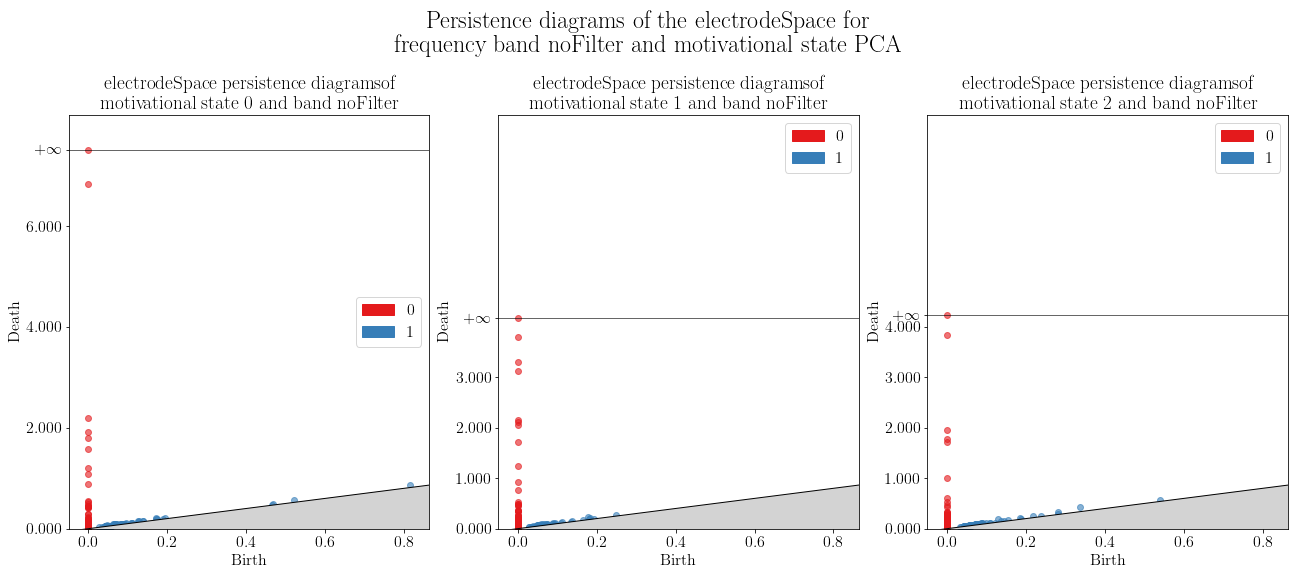 Persistence diagrams of the electrodeSpace for
frequency band noFilter and motivational state PCA
electrodeSpace persistence diagramsof
motivational state 0 and band noFilter
+∞
6.000
4.000
2.000
0.000
Death
0
1
0.0 0.2 0.4 0.6 0.8
Birth
electrodeSpace persistence diagramsof
motivational state 1 and band noFilter
0
1
+∞
3.000
2.000
1.000
0.000
Death
0.0 0.2 0.4 0.6 0.8
Birth
electrodeSpace persistence diagramsof
motivational state 2 and band noFilter
0
1
+∞
4.000
3.000
2.000
1.000
0.000
Death
0.0 0.2 0.4 0.6 0.8
Birth